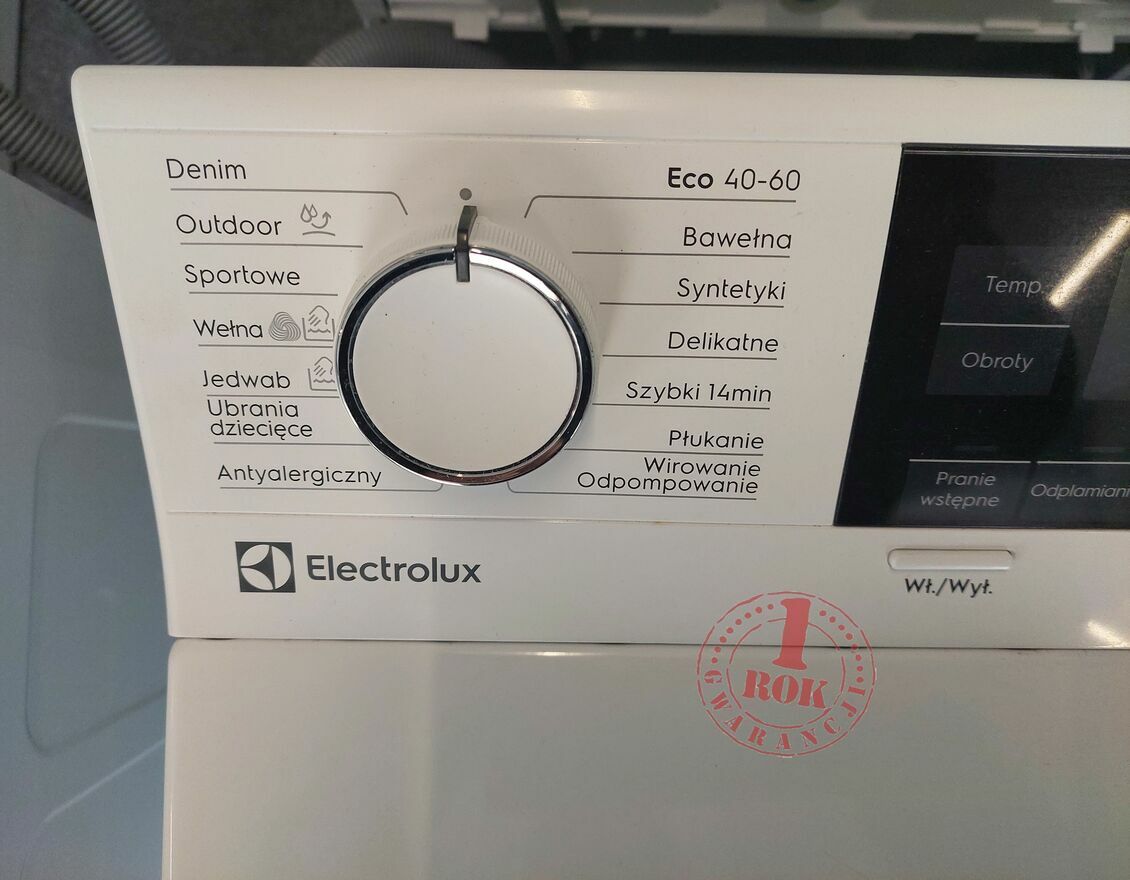 Denim
Outdoor
Sportowe
Wełna
Jedwab
Ubrania
dziecięce
Antyalergiczny
Eco 40-60
Bawełna
Syntetyki
Delikatne
Szybki 14min
Płukanie
Wirowanie
Odpompowanie
Temp.
Obroty
Pranie
wstępne
Electrolux
Wł./Wył.
1
ROK
GWARANCJI